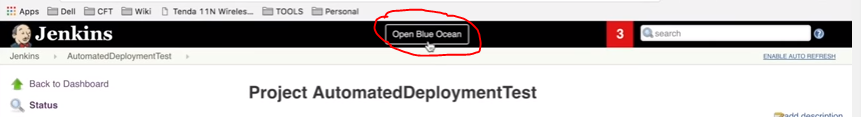 Apps Dell CFT Wiki Tenda 11N Wireles... TOOLS Personal
Jenkins Open Blue Ocean 3 search
Jenkins AutomatedDeploymentTest ENABLE AUTO REFRESH
Back to Dashboard
Project AutomatedDeploymentTest
Status
add description